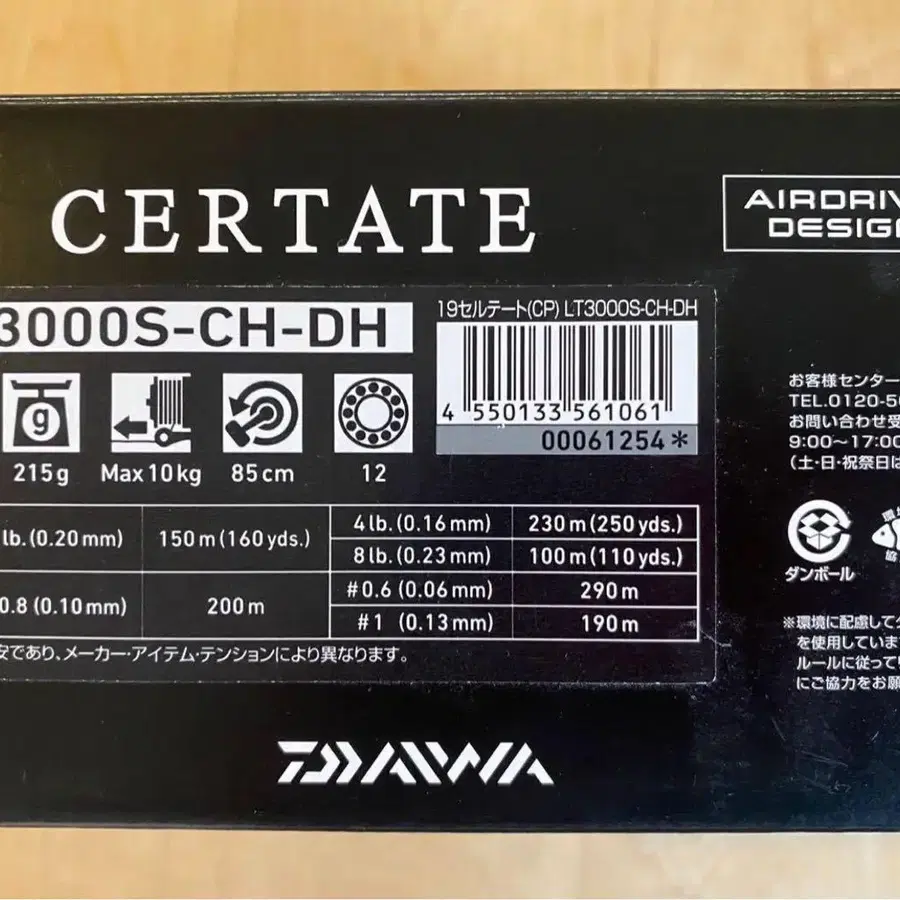 CERTATE
AIRDRIV
DESIG
3000S-CH-DH
19セルテート(CP) LT3000S-CH-DH
4 550133 561061
00061254*
g
215g
Max 10kg
85cm
12
lb.(0.20mm) 150m(160yds.)
4lb.(0.16mm) 230m(250yds.)
8lb.(0.23mm) 100m(110yds.)
0.8(0.10mm) 200m
#0.6(0.06mm) 290m
#1 (0.13mm) 190m
安であり、メーカー・アイテム・テンションにより異なります。
お客様センター
TEL.0120-5
お問い合わせ受
9:00〜17:00
(土・日・祝祭日は
ダンボール
環境
協
※環境に配慮して
を使用していま
ルールに従って
にご協力をお願
DAIWA